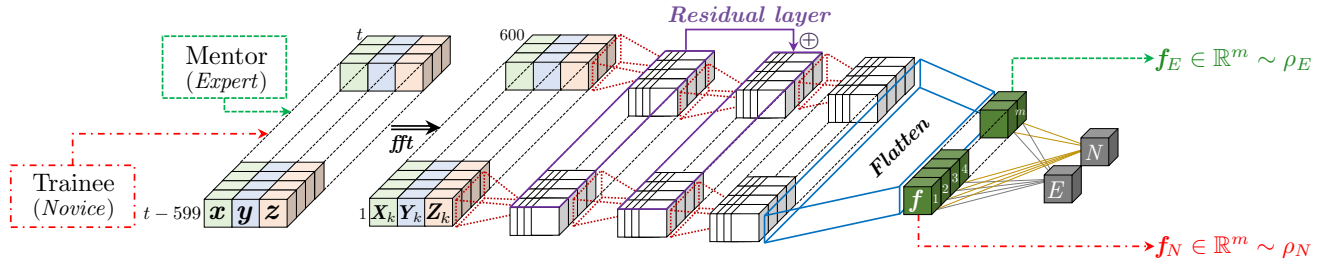 Residual layer
⊕
Mentor
(Expert)
t
600
f_E ∈ ℝ^m ∼ ρ_E
fft
Flatten
m
N
E
Trainee
(Novice)
t − 599
x y z
1
X_k Y_k Z_k
f
1 2 3 4
f_N ∈ ℝ^m ∼ ρ_N